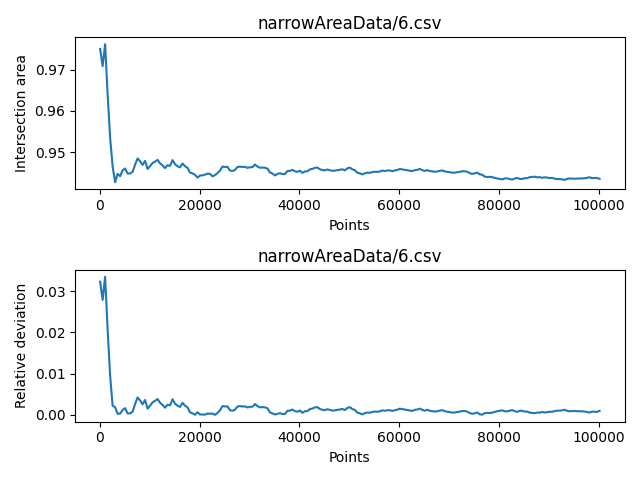 narrowAreaData/6.csv
Intersection area
0.97
0.96
0.95
0 20000 40000 60000 80000 100000
Points
narrowAreaData/6.csv
Relative deviation
0.03
0.02
0.01
0.00
0 20000 40000 60000 80000 100000
Points